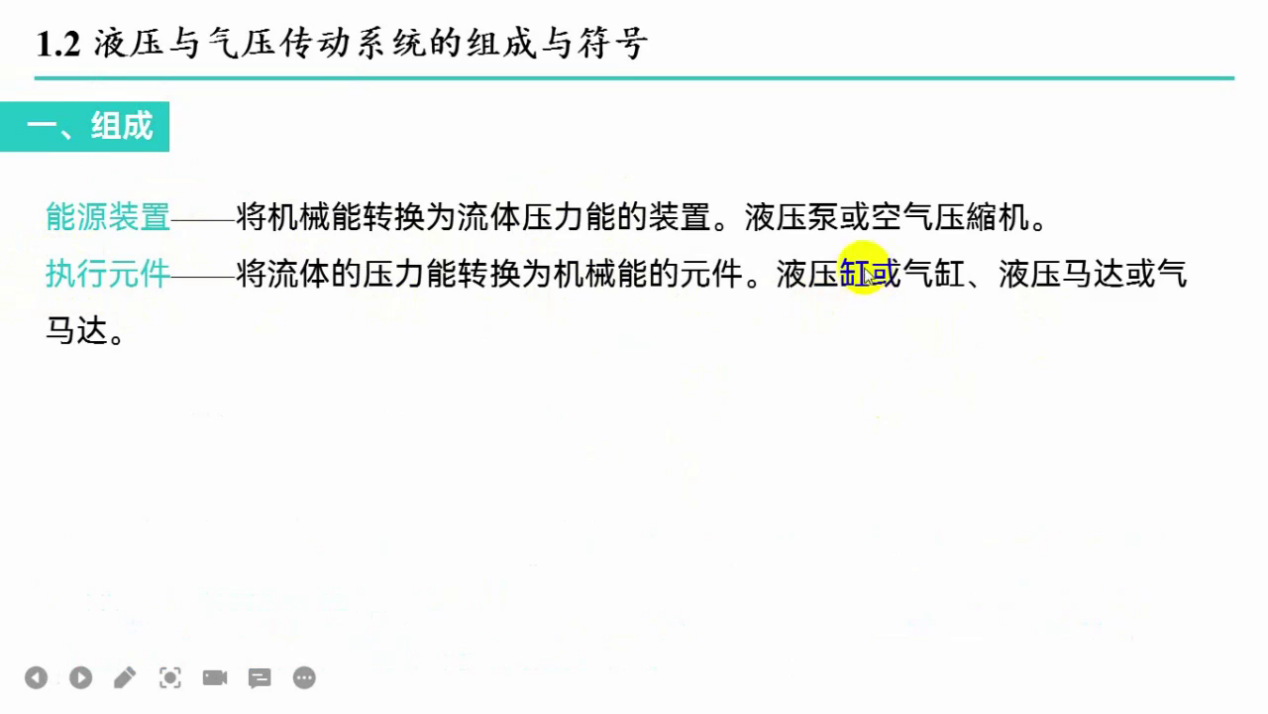 1.2 液压与气压传动系统的组成与符号
一、组成
能源装置——将机械能转换为流体压力能的装置。液压泵或空气压缩机。
执行元件——将流体的压力能转换为机械能的元件。液压缸或气缸、液压马达或气
马达。